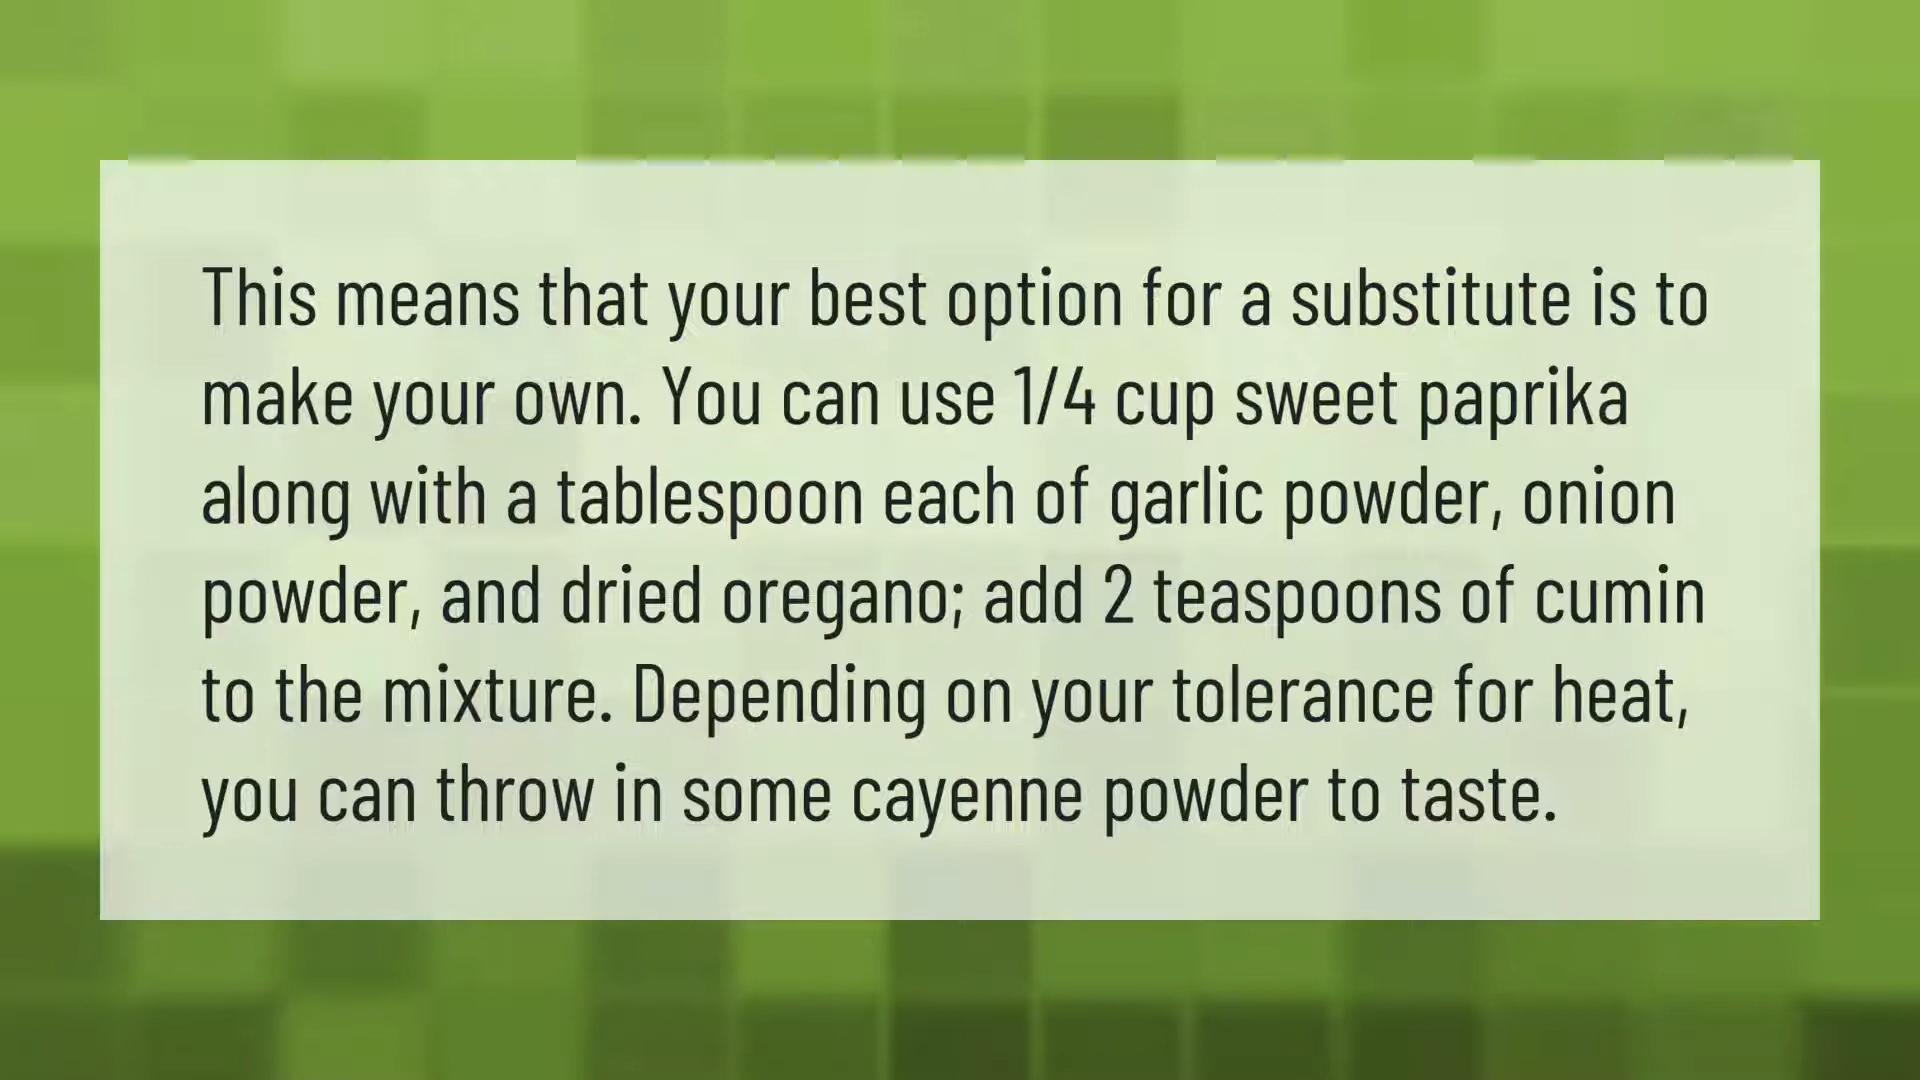 This means that your best option for a substitute is to
make your own. You can use 1/4 cup sweet paprika
along with a tablespoon each of garlic powder, onion
powder, and dried oregano; add 2 teaspoons of cumin
to the mixture. Depending on your tolerance for heat,
you can throw in some cayenne powder to taste.